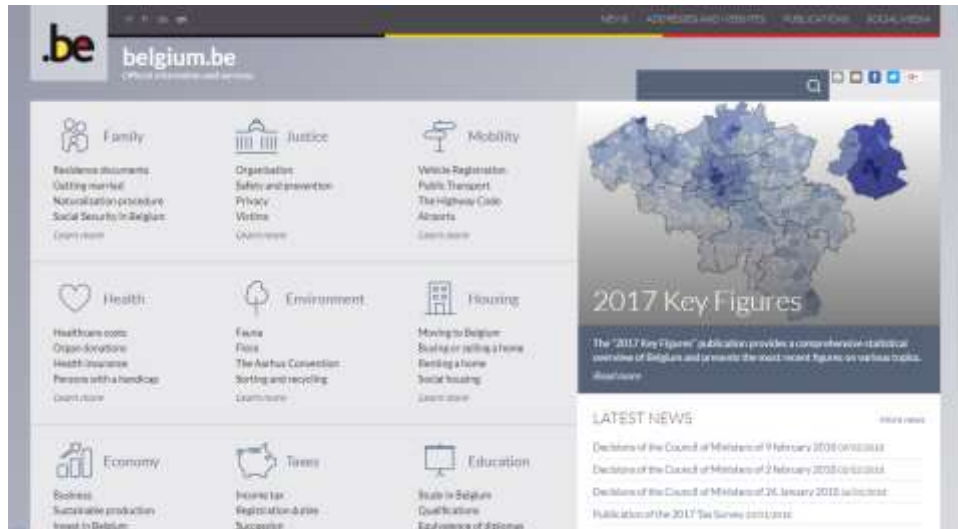 NEWS ADDRESSES AND WEBSITES PUBLICATIONS SOCIAL MEDIA
.be
belgium.be
Official information and services
Family
Residence documents
Getting married
Naturalization procedure
Social Security in Belgium
Learn more
Justice
Organisation
Safety and prevention
Privacy
Victims
Learn more
Mobility
Vehicle Registration
Public Transport
The Highway Code
Airports
Learn more
Health
Healthcare costs
Organ donations
Health insurance
Persons with a handicap
Learn more
Environment
Fauna
Flora
The Aarhus Convention
Sorting and recycling
Learn more
Housing
Moving to Belgium
Buying or selling a home
Renting a home
Social housing
Learn more
Economy
Business
Sustainable production
Invest in Belgium
Taxes
Income tax
Registration duties
Succession
Education
Study in Belgium
Qualifications
Equivalence of diplomas
2017 Key Figures
The "2017 Key Figures" publication provides a comprehensive statistical
overview of Belgium and presents the most recent figures on various topics.
Read more
LATEST NEWS
More news
Decisions of the Council of Ministers of 9 February 2018
Decisions of the Council of Ministers of 2 February 2018
Decisions of the Council of Ministers of 26 January 2018
Publication of the 2017 Tax Survey